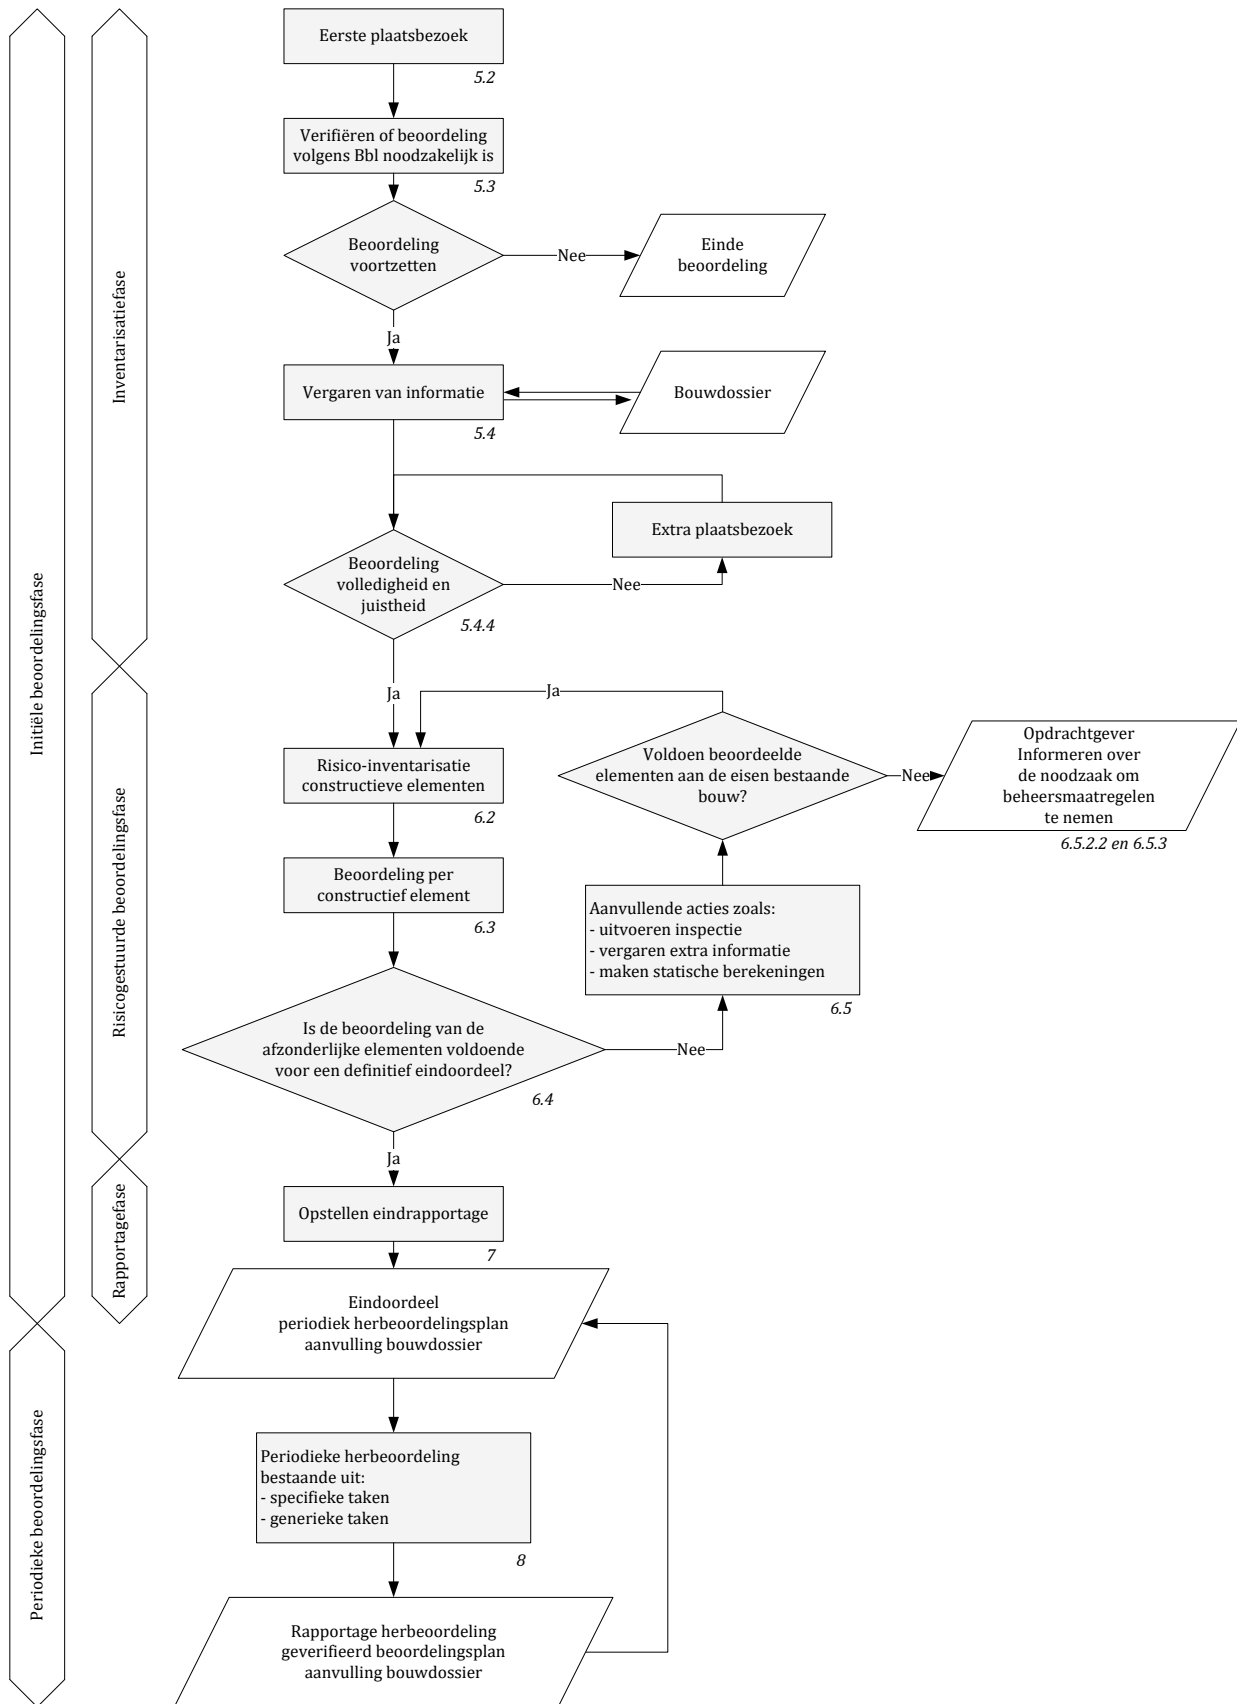 Eerste plaatsbezoek
5.2
Verifiëren of beoordeling
volgens Bbl noodzakelijk is
5.3
Beoordeling
voortzetten
Nee
Einde
beoordeling
Ja
Vergaren van informatie
5.4
Bouwdossier
Extra plaatsbezoek
Beoordeling
volledigheid en
juistheid
5.4.4
Nee
Inventarisatiefase
Initiële beoordelingsfase
Ja
Ja
Risico-inventarisatie
constructieve elementen
6.2
Voldoen beoordeelde
elementen aan de eisen bestaande
bouw?
Nee
Opdrachtgever
Informeren over
de noodzaak om
beheersmaatregelen
te nemen
6.5.2.2 en 6.5.3
Beoordeling per
constructief element
6.3
Aanvullende acties zoals:
- uitvoeren inspectie
- vergaren extra informatie
- maken statische berekeningen
6.5
Risicogestuurde beoordelingsfase
Is de beoordeling van de
afzonderlijke elementen voldoende
voor een definitief eindoordeel?
6.4
Nee
Ja
Rapportagefase
Opstellen eindrapportage
7
Eindoordeel
periodiek herbeoordelingsplan
aanvulling bouwdossier
Periodieke beoordelingsfase
Periodieke herbeoordeling
bestaande uit:
- specifieke taken
- generieke taken
8
Rapportage herbeoordeling
geverifieerd beoordelingsplan
aanvulling bouwdossier